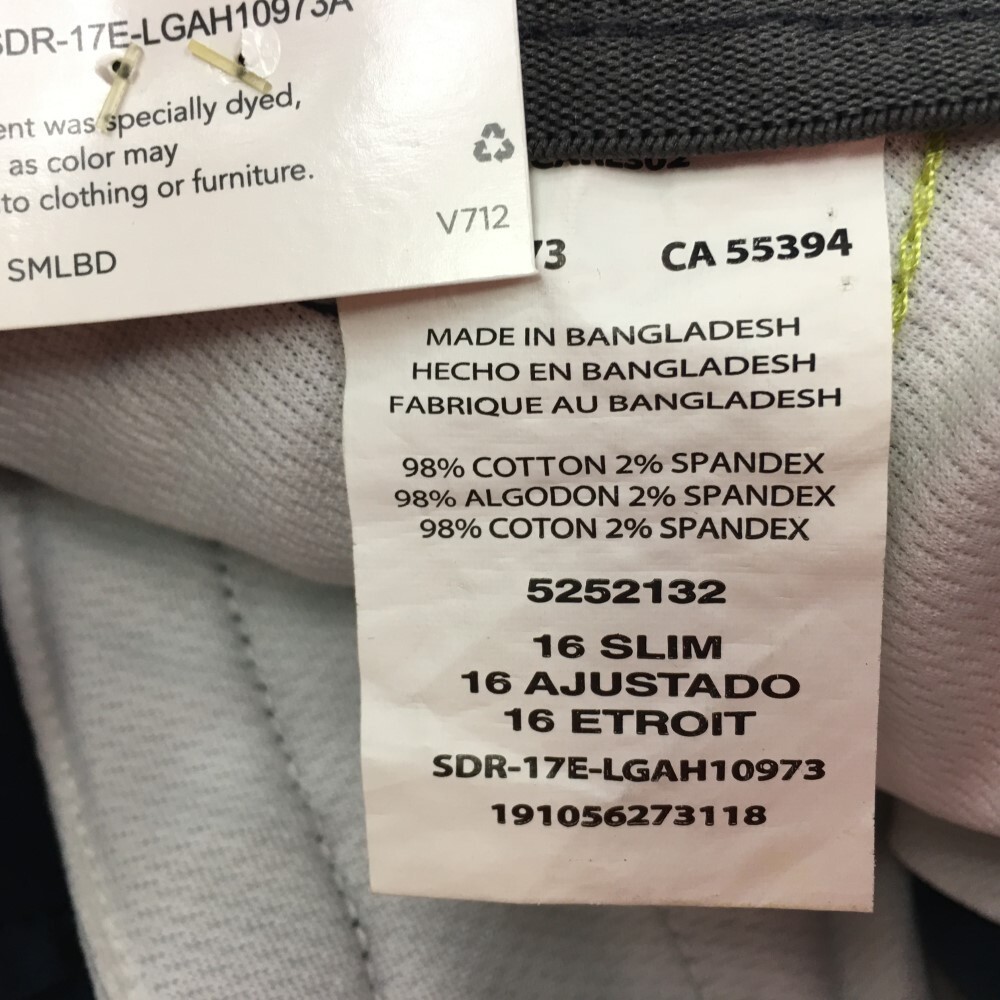 SDR-17E-LGAH10973A
ent was specially dyed,
as color may
to clothing or furniture.
V712
SMLBD
73 CA 55394
MADE IN BANGLADESH
HECHO EN BANGLADESH
FABRIQUE AU BANGLADESH
98% COTTON 2% SPANDEX
98% ALGODON 2% SPANDEX
98% COTON 2% SPANDEX
5252132
16 SLIM
16 AJUSTADO
16 ETROIT
SDR-17E-LGAH10973
191056273118